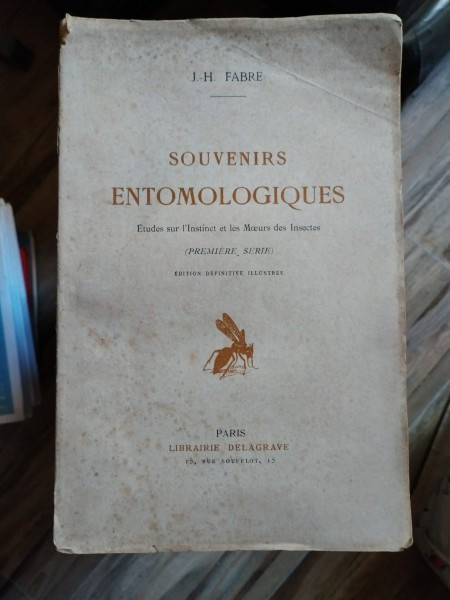 J.-H. FABRE
SOUVENIRS
ENTOMOLOGIQUES
Études sur l'Instinct et les Mœurs des Insectes
(PREMIÈRE SÉRIE)
ÉDITION DÉFINITIVE ILLUSTRÉE
PARIS
LIBRAIRIE DELAGRAVE
15, RUE SOUFFLOT, 15